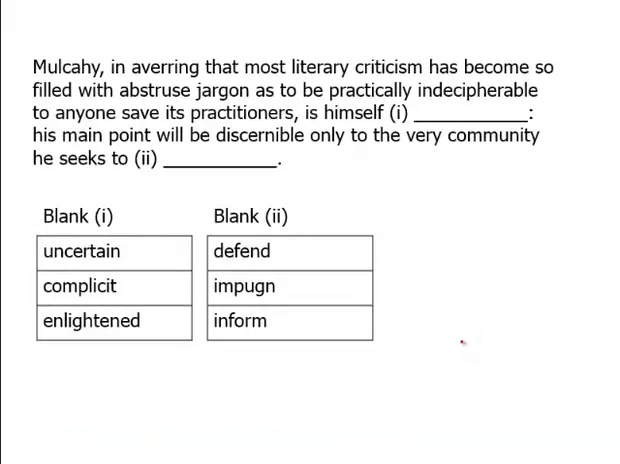 Mulcahy, in averring that most literary criticism has become so
filled with abstruse jargon as to be practically indecipherable
to anyone save its practitioners, is himself (i) ____________:
his main point will be discernible only to the very community
he seeks to (ii) ____________.
Blank (i) Blank (ii)
uncertain defend
complicit impugn
enlightened inform